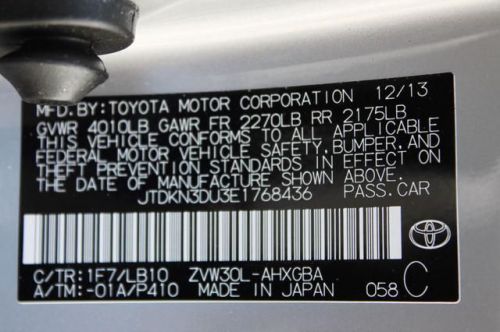 12/13
MFD. BY: TOYOTA MOTOR CORPORATION
GVWR 4010LB GAWR FR 2270LB RR 2175LB
THIS VEHICLE CONFORMS TO ALL APPLICABLE
FEDERAL MOTOR VEHICLE SAFETY, BUMPER, AND
THEFT PREVENTION STANDARDS IN EFFECT ON
THE DATE OF MANUFACTURE SHOWN ABOVE.
JTDKN3DU3E1768436 PASS. CAR
C/TR: 1F7/LB10 ZVW30L-AHXGBA
A/TM: -01A/P410 MADE IN JAPAN 058 C